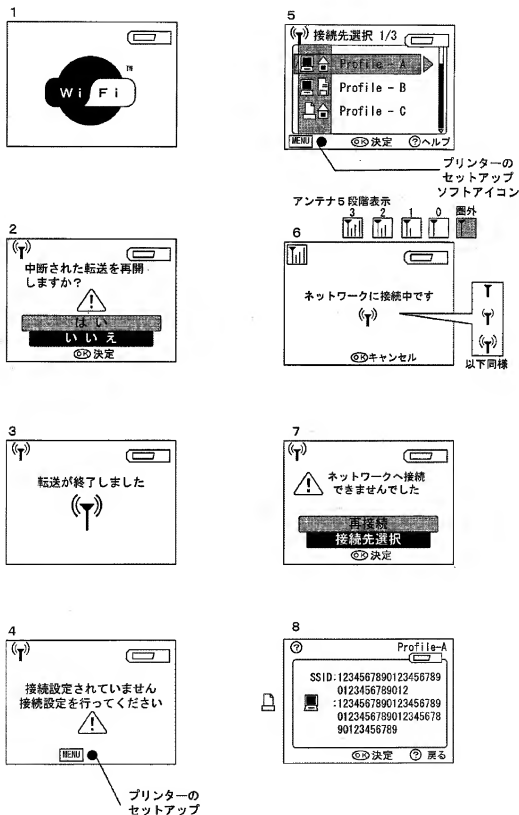 1
TM
Wi Fi
2
中断された転送を再開
しますか?
はい
いいえ
OK 決定
3
転送が終了しました
4
接続設定されていません
接続設定を行ってください
MENU
プリンターの
セットアップ
5
接続先選択 1/3
Profile - A
Profile - B
Profile - C
MENU OK 決定 ?ヘルプ
プリンターの
セットアップ
ソフトアイコン
アンテナ5段階表示
3 2 1 0 圏外
6
ネットワークに接続中です
OK キャンセル
以下同様
7
ネットワークへ接続
できませんでした
再接続
接続先選択
OK 決定
8
? Profile-A
SSID:1234567890123456789
0123456789012
:1234567890123456789
0123456789012345678
90123456789
OK 決定 ? 戻る